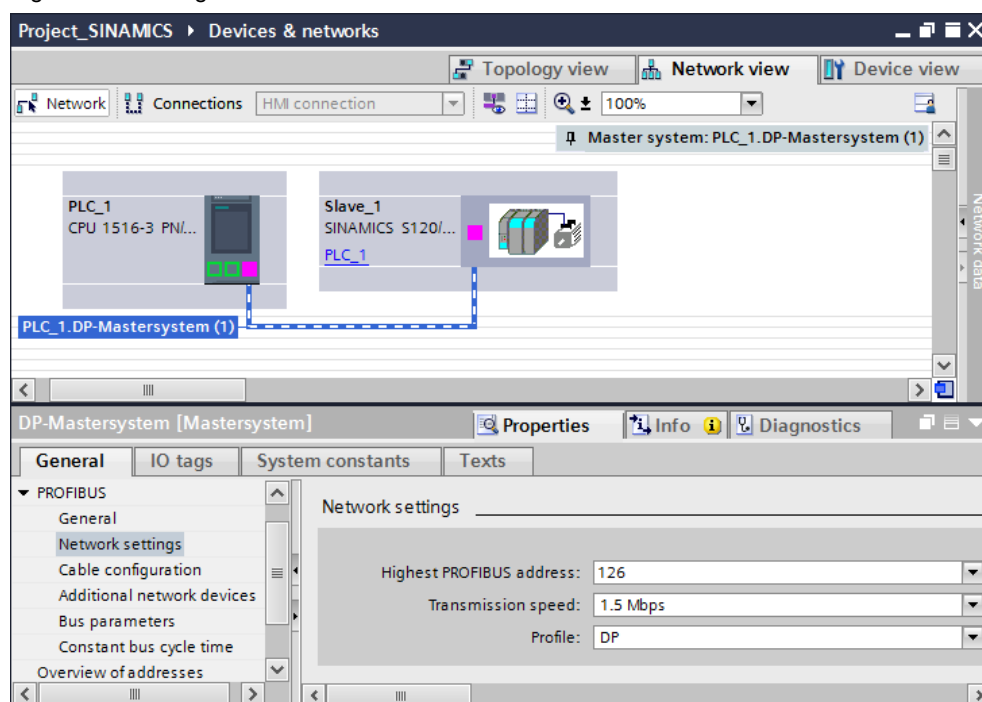 Project_SINAMICS ▸ Devices & networks
Topology view Network view Device view
Network Connections HMI connection 100%
Master system: PLC_1.DP-Mastersystem (1)
PLC_1
CPU 1516-3 PN/...
Slave_1
SINAMICS S120/...
PLC_1
PLC_1.DP-Mastersystem (1)
Network data
DP-Mastersystem [Mastersystem] Properties Info Diagnostics
General IO tags System constants Texts
PROFIBUS
General
Network settings
Cable configuration
Additional network devices
Bus parameters
Constant bus cycle time
Overview of addresses
Network settings
Highest PROFIBUS address: 126
Transmission speed: 1.5 Mbps
Profile: DP